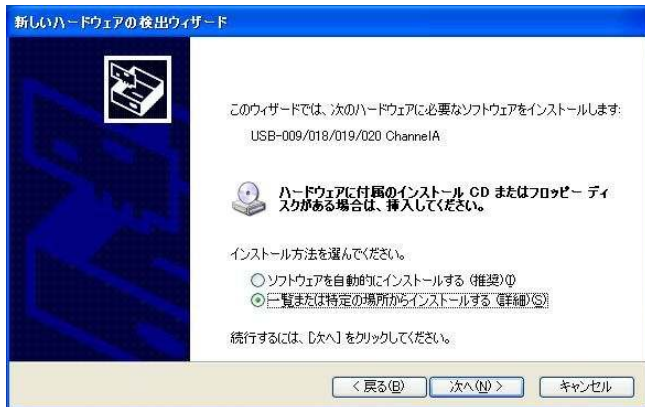 新しいハードウェアの検出ウィザード
このウィザードでは、次のハードウェアに必要なソフトウェアをインストールします:
USB-009/018/019/020 ChannelA
ハードウェアに付属のインストール CD またはフロッピー ディ
スクがある場合は、挿入してください。
インストール方法を選んでください。
ソフトウェアを自動的にインストールする (推奨)(I)
一覧または特定の場所からインストールする (詳細)(S)
続行するには、[次へ] をクリックしてください。
< 戻る(B) 次へ(N) > キャンセル